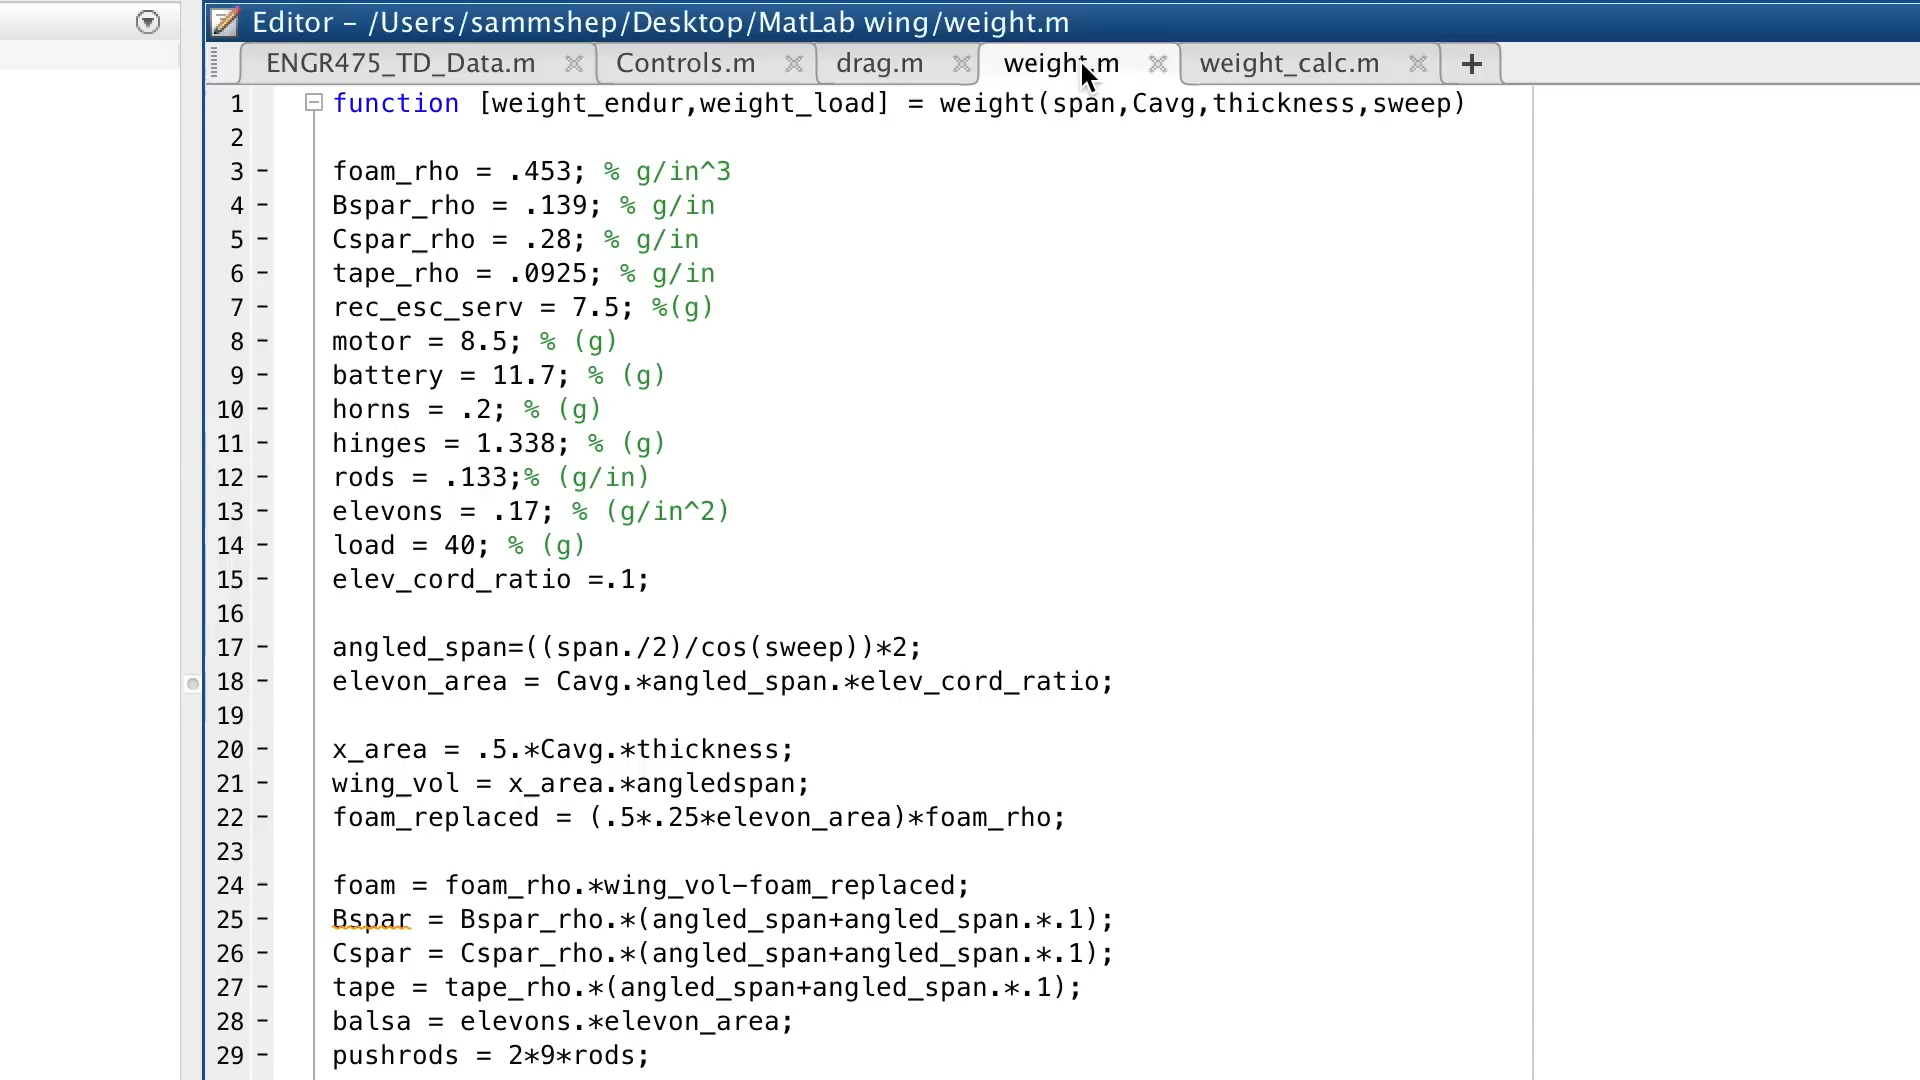 Editor – /Users/sammshep/Desktop/MatLab wing/weight.m
ENGR475_TD_Data.m Controls.m drag.m weight.m weight_calc.m +
1 function [weight_endur,weight_load] = weight(span,Cavg,thickness,sweep)
2
3 – foam_rho = .453; % g/in^3
4 – Bspar_rho = .139; % g/in
5 – Cspar_rho = .28; % g/in
6 – tape_rho = .0925; % g/in
7 – rec_esc_serv = 7.5; %(g)
8 – motor = 8.5; % (g)
9 – battery = 11.7; % (g)
10 – horns = .2; % (g)
11 – hinges = 1.338; % (g)
12 – rods = .133;% (g/in)
13 – elevons = .17; % (g/in^2)
14 – load = 40; % (g)
15 – elev_cord_ratio =.1;
16
17 – angled_span=((span./2)/cos(sweep))*2;
18 – elevon_area = Cavg.*angled_span.*elev_cord_ratio;
19
20 – x_area = .5.*Cavg.*thickness;
21 – wing_vol = x_area.*angledspan;
22 – foam_replaced = (.5*.25*elevon_area)*foam_rho;
23
24 – foam = foam_rho.*wing_vol–foam_replaced;
25 – Bspar = Bspar_rho.*(angled_span+angled_span.*.1);
26 – Cspar = Cspar_rho.*(angled_span+angled_span.*.1);
27 – tape = tape_rho.*(angled_span+angled_span.*.1);
28 – balsa = elevons.*elevon_area;
29 – pushrods = 2*9*rods;